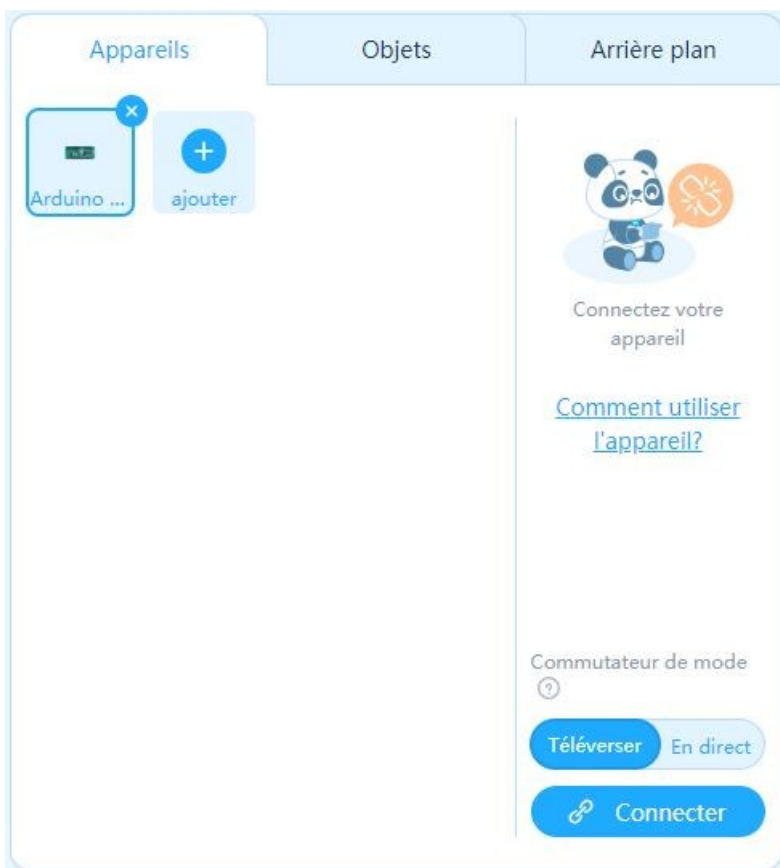 Appareils
Objets
Arrière plan
Arduino ...
ajouter
Connectez votre
appareil
Comment utiliser
l'appareil?
Commutateur de mode
?
Téléverser
En direct
Connecter